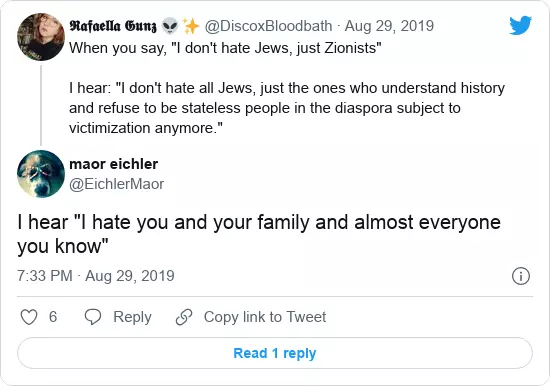 𝕽𝖆𝖋𝖆𝖊𝖑𝖑𝖆 𝕲𝖚𝖓𝖟 👽✨ @DiscoxBloodbath · Aug 29, 2019
When you say, "I don't hate Jews, just Zionists"
I hear: "I don't hate all Jews, just the ones who understand history
and refuse to be stateless people in the diaspora subject to
victimization anymore."
maor eichler
@EichlerMaor
I hear "I hate you and your family and almost everyone
you know"
7:33 PM · Aug 29, 2019
6 Reply Copy link to Tweet
Read 1 reply